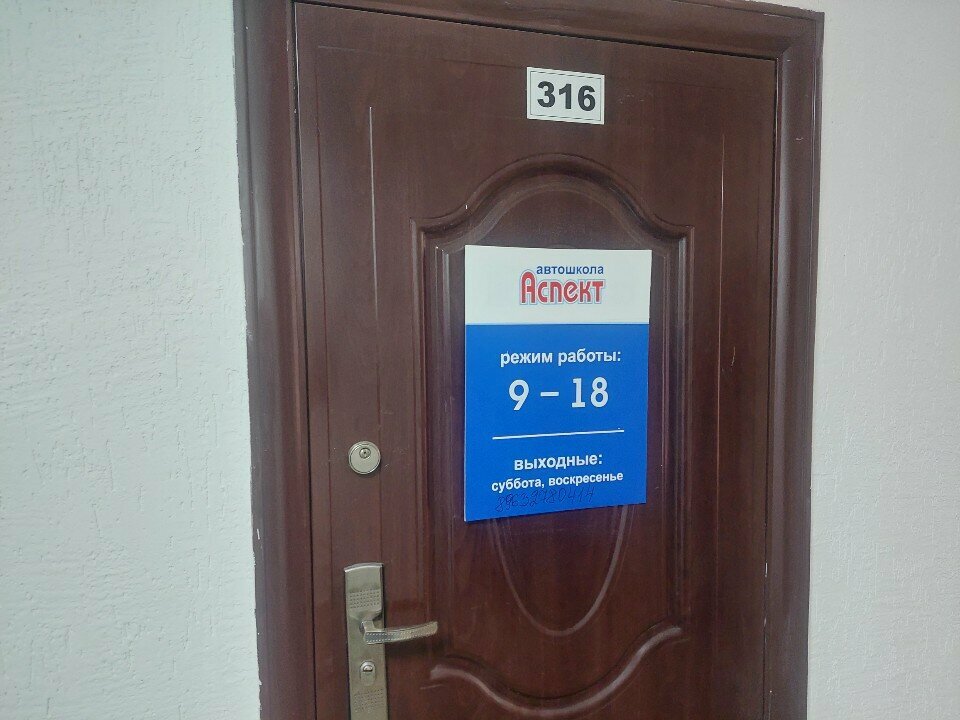 316
автошкола
Аспект
режим работы:
9 – 18
выходные:
суббота, воскресенье